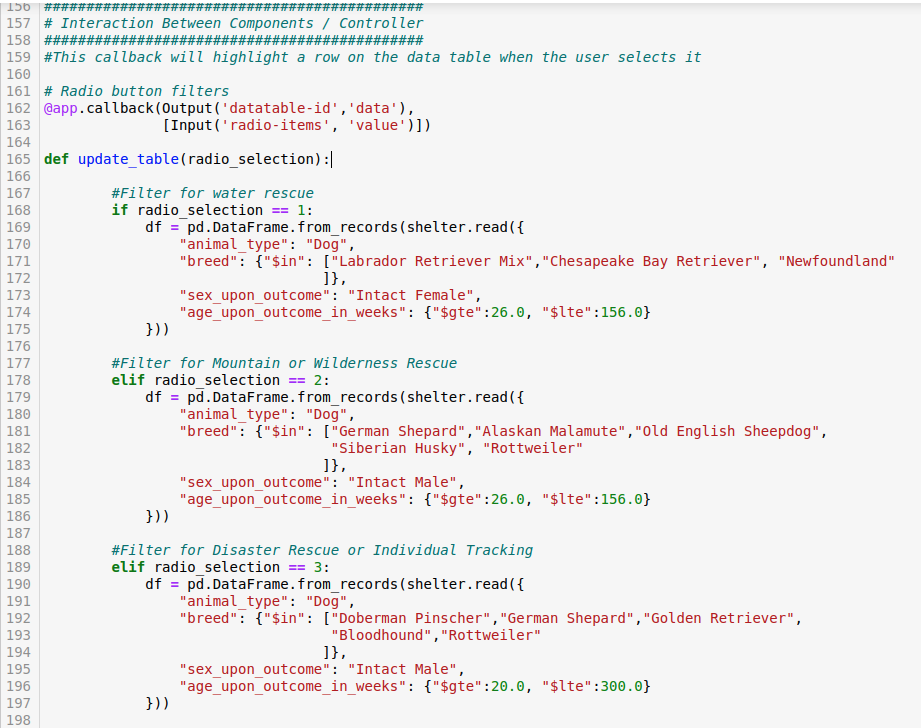 156 #############################################
157 # Interaction Between Components / Controller
158 #############################################
159 #This callback will highlight a row on the data table when the user selects it
160
161 # Radio button filters
162 @app.callback(Output('datatable-id','data'),
163               [Input('radio-items', 'value')])
164
165 def update_table(radio_selection):
166
167         #Filter for water rescue
168         if radio_selection == 1:
169             df = pd.DataFrame.from_records(shelter.read({
170                 "animal_type": "Dog",
171                 "breed": {"$in": ["Labrador Retriever Mix","Chesapeake Bay Retriever", "Newfoundland"
172                                  ]},
173                 "sex_upon_outcome": "Intact Female",
174                 "age_upon_outcome_in_weeks": {"$gte":26.0, "$lte":156.0}
175             }))
176
177         #Filter for Mountain or Wilderness Rescue
178         elif radio_selection == 2:
179             df = pd.DataFrame.from_records(shelter.read({
180                 "animal_type": "Dog",
181                 "breed": {"$in": ["German Shepard","Alaskan Malamute","Old English Sheepdog",
182                                   "Siberian Husky", "Rottweiler"
183                                  ]},
184                 "sex_upon_outcome": "Intact Male",
185                 "age_upon_outcome_in_weeks": {"$gte":26.0, "$lte":156.0}
186             }))
187
188         #Filter for Disaster Rescue or Individual Tracking
189         elif radio_selection == 3:
190             df = pd.DataFrame.from_records(shelter.read({
191                 "animal_type": "Dog",
192                 "breed": {"$in": ["Doberman Pinscher","German Shepard","Golden Retriever",
193                                   "Bloodhound","Rottweiler"
194                                  ]},
195                 "sex_upon_outcome": "Intact Male",
196                 "age_upon_outcome_in_weeks": {"$gte":20.0, "$lte":300.0}
197             }))
198